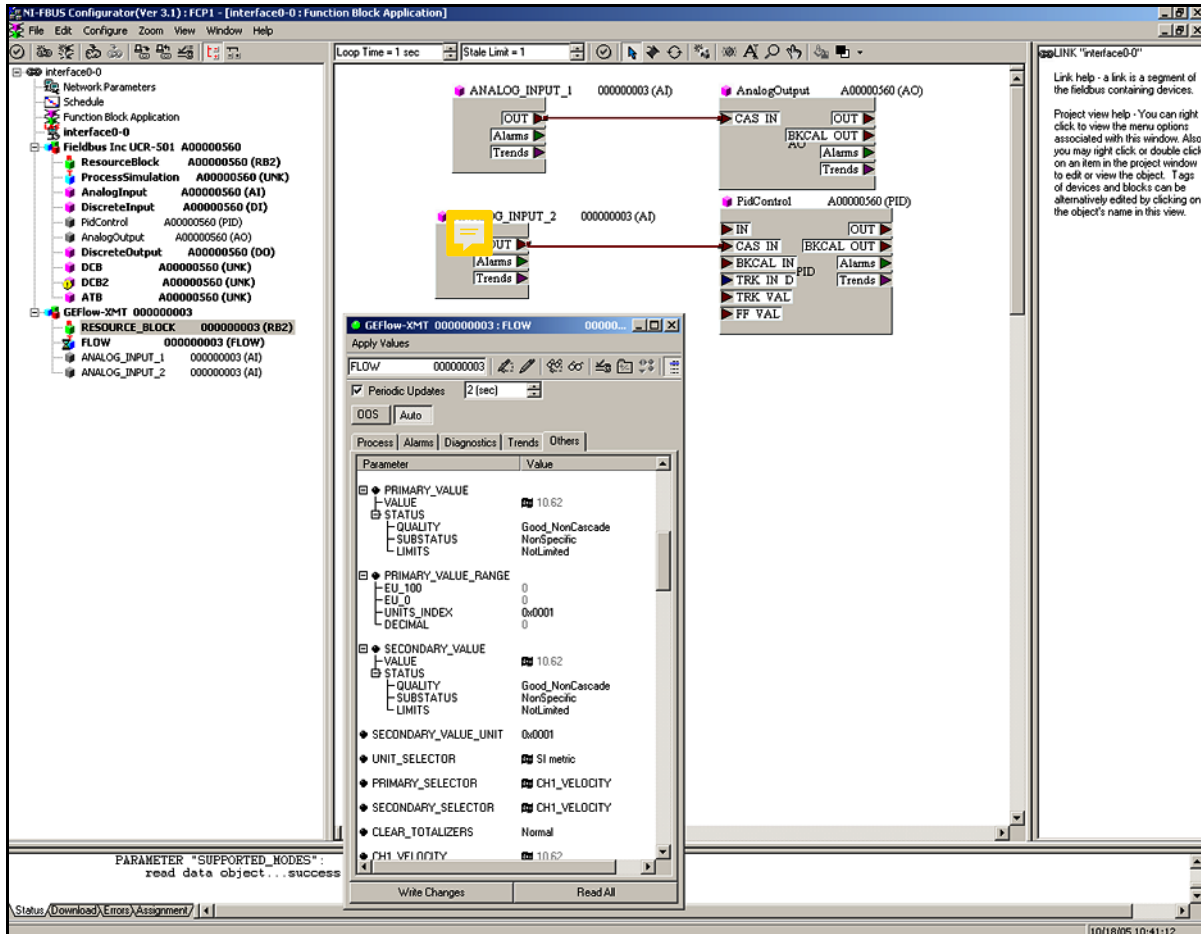 NI-FBUS Configurator(Ver 3.1) : FCP1 - [interface0-0 : Function Block Application]
File Edit Configure Zoom View Window Help
Loop Time = 1 sec Stale Limit = 1
interface0-0
Network Parameters
Schedule
Function Block Application
interface0-0
Fieldbus Inc UCR-501 A00000560
ResourceBlock A00000560 (RB2)
ProcessSimulation A00000560 (UNK)
AnalogInput A00000560 (AI)
DiscreteInput A00000560 (DI)
PidControl A00000560 (PID)
AnalogOutput A00000560 (AO)
DiscreteOutput A00000560 (DO)
DCB A00000560 (UNK)
DCB2 A00000560 (UNK)
ATB A00000560 (UNK)
GEFlow-XMT 000000003
RESOURCE_BLOCK 000000003 (RB2)
FLOW 000000003 (FLOW)
ANALOG_INPUT_1 000000003 (AI)
ANALOG_INPUT_2 000000003 (AI)
ANALOG_INPUT_1 000000003 (AI)
OUT
Alarms
Trends
AnalogOutput A00000560 (AO)
CAS IN OUT
BKCAL OUT
AO
Alarms
Trends
OG_INPUT_2 000000003 (AI)
OUT
Alarms
Trends
PidControl A00000560 (PID)
IN OUT
CAS IN BKCAL OUT
BKCAL IN Alarms
PID
TRK IN D Trends
TRK VAL
FF VAL
LINK "interface0-0"
Link help - a link is a segment of
the fieldbus containing devices.
Project view help - You can right
click to view the menu options
associated with this window. Also
you may right click or double click
on an item in the project window
to edit or view the object. Tags
of devices and blocks can be
alternatively edited by clicking on
the object's name in this view.
GEFlow-XMT 000000003 : FLOW 00000...
Apply Values
FLOW 000000003
Periodic Updates 2 (sec)
OOS Auto
Process Alarms Diagnostics Trends Others
Parameter Value
PRIMARY_VALUE
VALUE 10.62
STATUS
QUALITY Good_NonCascade
SUBSTATUS NonSpecific
LIMITS NotLimited
PRIMARY_VALUE_RANGE
EU_100 0
EU_0 0
UNITS_INDEX 0x0001
DECIMAL 0
SECONDARY_VALUE
VALUE 10.62
STATUS
QUALITY Good_NonCascade
SUBSTATUS NonSpecific
LIMITS NotLimited
SECONDARY_VALUE_UNIT 0x0001
UNIT_SELECTOR SI metric
PRIMARY_SELECTOR CH1_VELOCITY
SECONDARY_SELECTOR CH1_VELOCITY
CLEAR_TOTALIZERS Normal
CH1 VELOCITY 10.62
Write Changes Read All
PARAMETER "SUPPORTED_MODES":
read data object...success
Status Download Errors Assignment
10/18/05 10:41:12